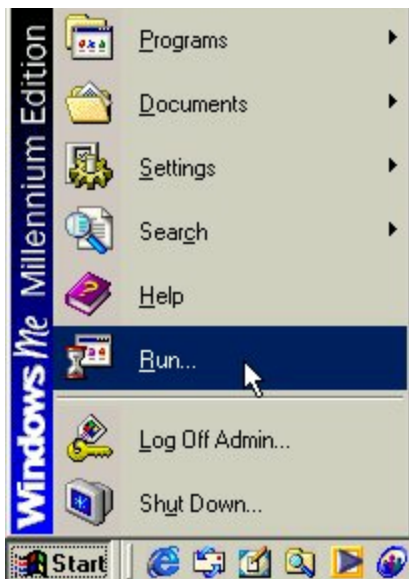 Windows Me Millennium Edition
Programs
Documents
Settings
Search
Help
Run...
Log Off Admin...
Shut Down...
Start